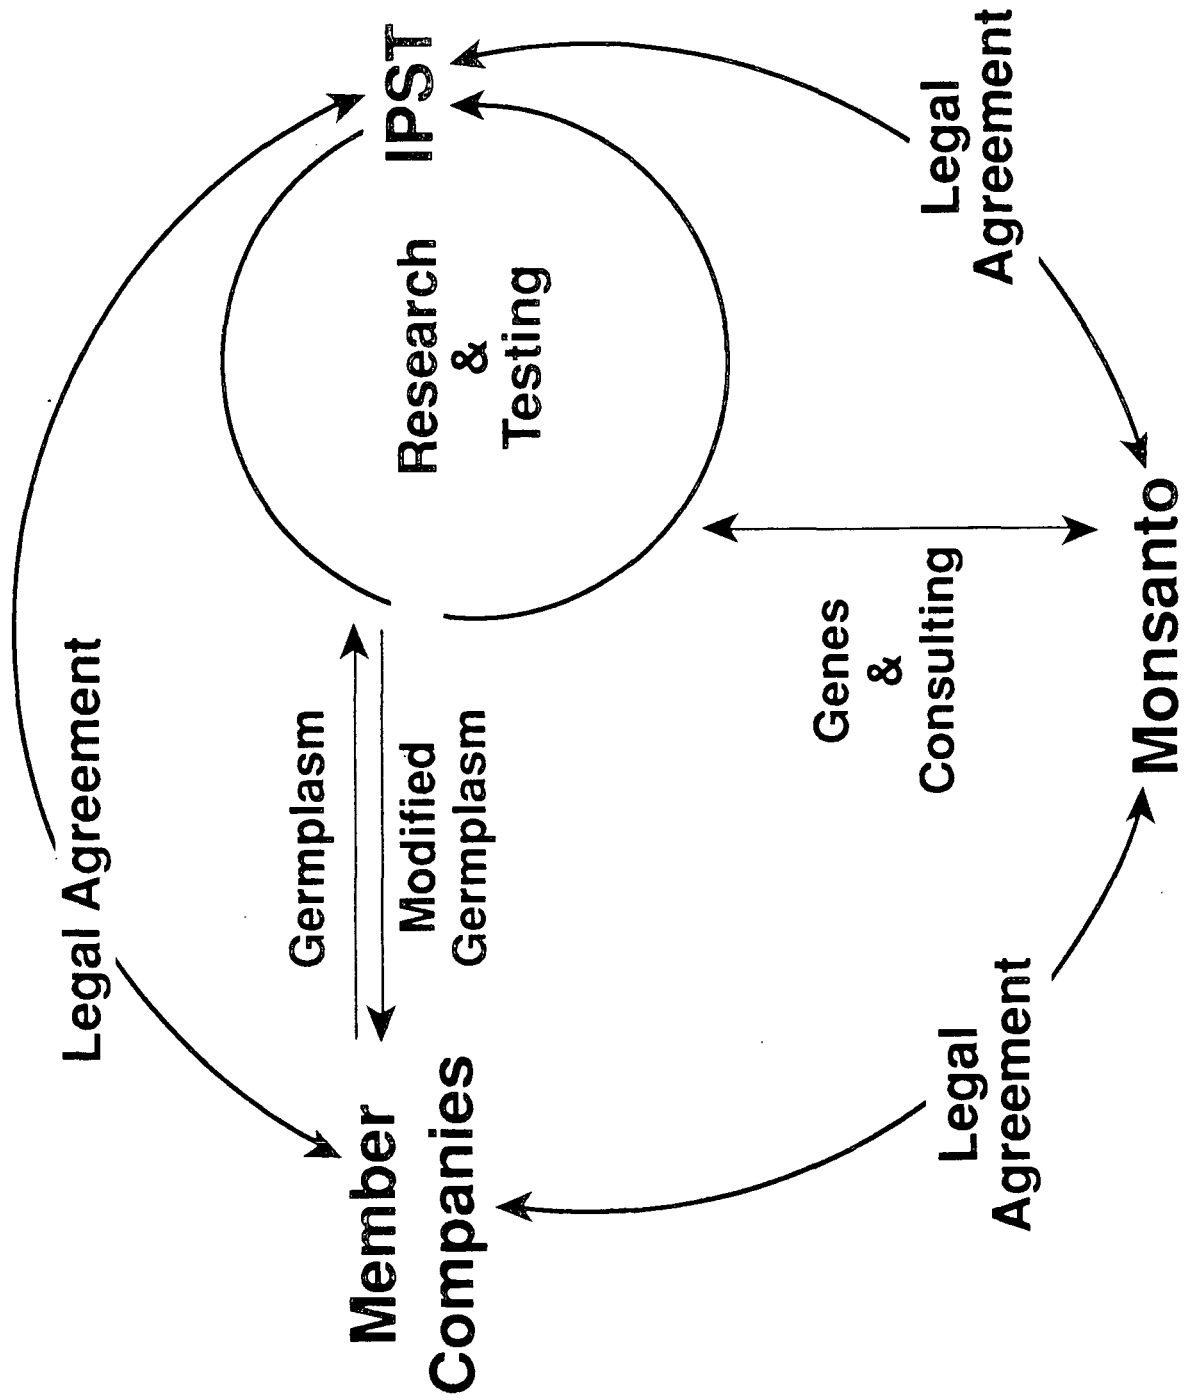 Legal Agreement
Member
Companies
Germplasm
Modified
Germplasm
Research
&
Testing
IPST
Genes
&
Consulting
Legal
Agreement
Legal
Agreement
Monsanto